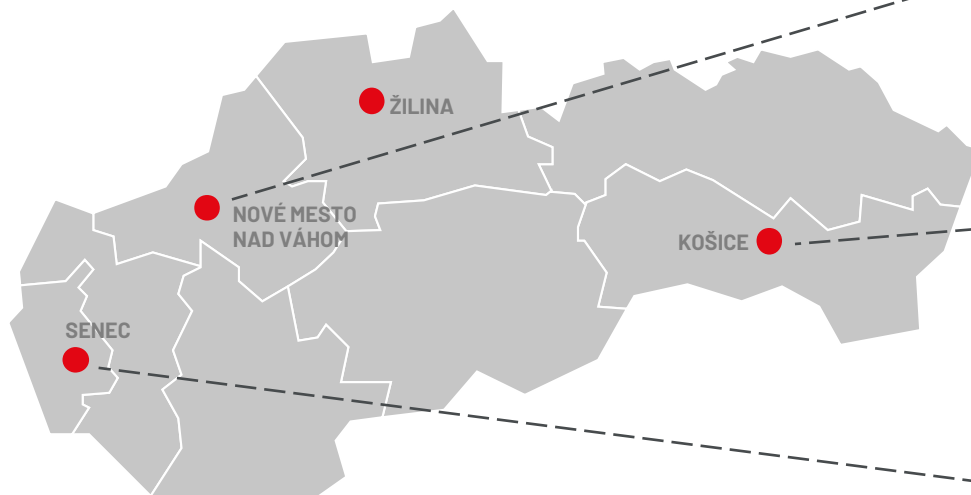 ŽILINA
NOVÉ MESTO
NAD VÁHOM
KOŠICE
SENEC